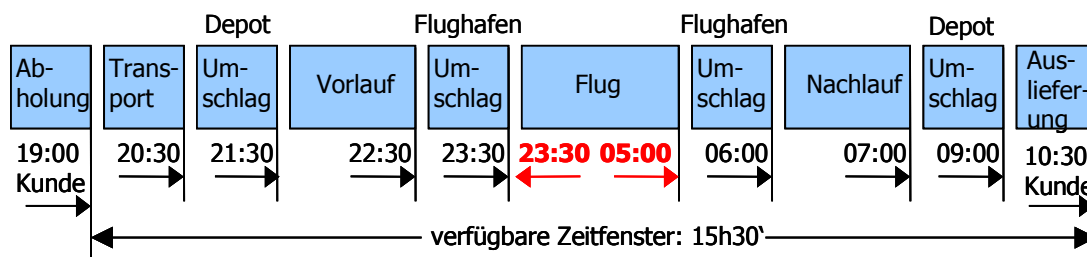 Depot
Flughafen
Flughafen
Depot
Ab-
holung
Trans-
port
Um-
schlag
Vorlauf
Um-
schlag
Flug
Um-
schlag
Nachlauf
Um-
schlag
Aus-
liefer-
ung
19:00
Kunde
20:30
21:30
22:30
23:30
23:30
05:00
06:00
07:00
09:00
10:30
Kunde
verfügbare Zeitfenster: 15h30‘